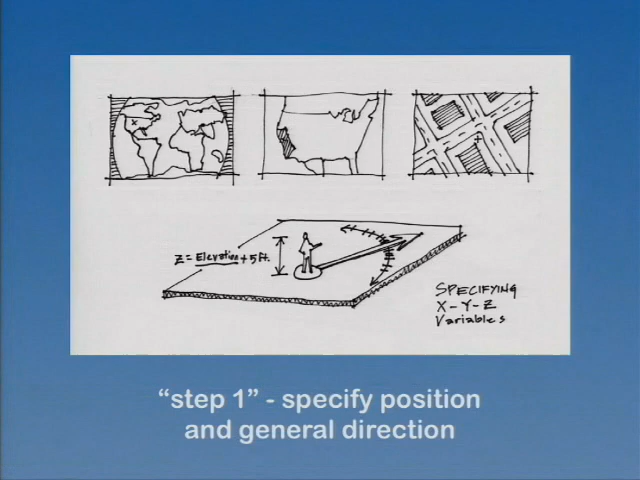 Z = Elevation + 5 ft.
SPECIFYING
X - Y - Z
Variables
“step 1” - specify position
and general direction